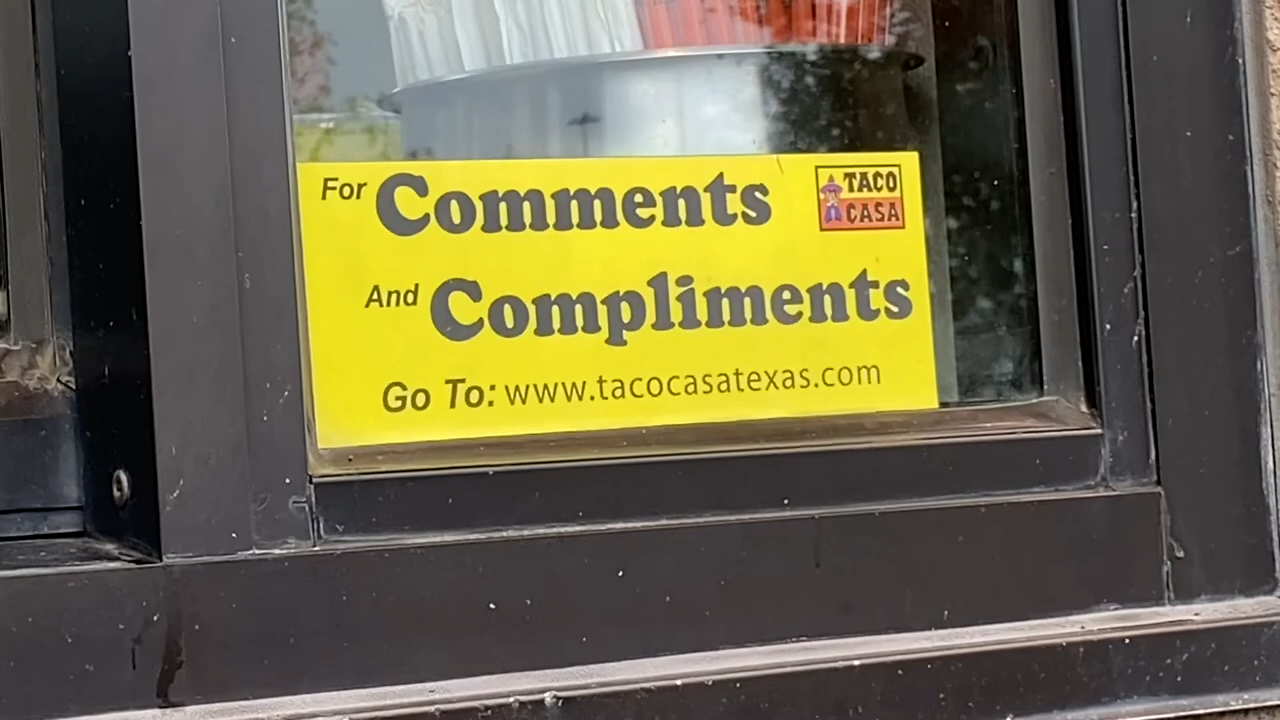 For Comments
TACO
CASA
And Compliments
Go To: www.tacocasatexas.com